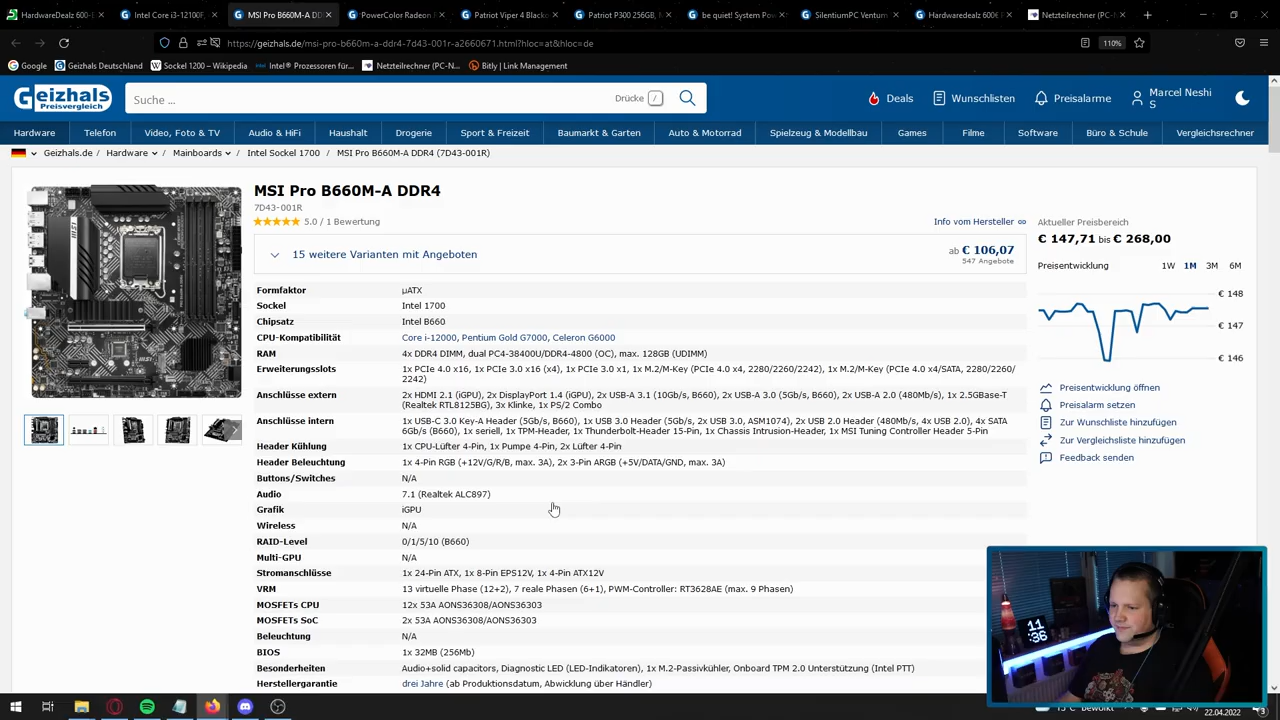 Hardwaredealz 600-
Intel Core i3-12100F,
MSI Pro B660M-A DD
PowerColor Radeon
Patriot Viper 4 Blacko
Patriot P300 256GB, M
be quiet! System Pow
SilentiumPC Ventum
Hardwaredealz 600€ F
Netzteilrechner (PC-N
https://geizhals.de/msi-pro-b660m-a-ddr4-7d43-001r-a2660671.html?hloc=at&hloc=de
110%
Google
Geizhals Deutschland
Sockel 1200 – Wikipedia
Intel® Prozessoren für...
Netzteilrechner (PC-N...
Bitly | Link Management
Geizhals
Preisvergleich
Suche ...
Drücke /
Deals
Wunschlisten
Preisalarme
Marcel Neshi
S
Hardware
Telefon
Video, Foto & TV
Audio & HiFi
Haushalt
Drogerie
Sport & Freizeit
Baumarkt & Garten
Auto & Motorrad
Spielzeug & Modellbau
Games
Filme
Software
Büro & Schule
Vergleichsrechner
Geizhals.de / Hardware / Mainboards / Intel Sockel 1700 / MSI Pro B660M-A DDR4 (7D43-001R)
MSI Pro B660M-A DDR4
7D43-001R
5.0 / 1 Bewertung
Info vom Hersteller
15 weitere Varianten mit Angeboten
ab € 106,07
547 Angebote
Formfaktor µATX
Sockel Intel 1700
Chipsatz Intel B660
CPU-Kompatibilität Core i-12000, Pentium Gold G7000, Celeron G6000
RAM 4x DDR4 DIMM, dual PC4-38400U/DDR4-4800 (OC), max. 128GB (UDIMM)
Erweiterungsslots 1x PCIe 4.0 x16, 1x PCIe 3.0 x16 (x4), 1x PCIe 3.0 x1, 1x M.2/M-Key (PCIe 4.0 x4, 2280/2260/2242), 1x M.2/M-Key (PCIe 4.0 x4/SATA, 2280/2260/
2242)
Anschlüsse extern 2x HDMI 2.1 (iGPU), 2x DisplayPort 1.4 (iGPU), 2x USB-A 3.1 (10Gb/s, B660), 2x USB-A 3.0 (5Gb/s, B660), 2x USB-A 2.0 (480Mb/s), 1x 2.5GBase-T
(Realtek RTL8125BG), 3x Klinke, 1x PS/2 Combo
Anschlüsse intern 1x USB-C 3.0 Key-A Header (5Gb/s, B660), 1x USB 3.0 Header (5Gb/s, 2x USB 3.0, ASM1074), 2x USB 2.0 Header (480Mb/s, 4x USB 2.0), 4x SATA
6Gb/s (B660), 1x seriell, 1x TPM-Header, 1x Thunderbolt-Header 15-Pin, 1x Chassis Intrusion-Header, 1x MSI Tuning Controller Header 5-Pin
Header Kühlung 1x CPU-Lüfter 4-Pin, 1x Pumpe 4-Pin, 2x Lüfter 4-Pin
Header Beleuchtung 1x 4-Pin RGB (+12V/G/R/B, max. 3A), 2x 3-Pin ARGB (+5V/DATA/GND, max. 3A)
Buttons/Switches N/A
Audio 7.1 (Realtek ALC897)
Grafik iGPU
Wireless N/A
RAID-Level 0/1/5/10 (B660)
Multi-GPU N/A
Stromanschlüsse 1x 24-Pin ATX, 1x 8-Pin EPS12V, 1x 4-Pin ATX12V
VRM 13 virtuelle Phase (12+2), 7 reale Phasen (6+1), PWM-Controller: RT3628AE (max. 9 Phasen)
MOSFETs CPU 12x 53A AONS36308/AONS36303
MOSFETs SoC 2x 53A AONS36308/AONS36303
Beleuchtung N/A
BIOS 1x 32MB (256Mb)
Besonderheiten Audio+solid capacitors, Diagnostic LED (LED-Indikatoren), 1x M.2-Passivkühler, Onboard TPM 2.0 Unterstützung (Intel PTT)
Herstellergarantie drei Jahre (ab Produktionsdatum, Abwicklung über Händler)
Aktueller Preisbereich
€ 147,71 bis € 268,00
Preisentwicklung 1W 1M 3M 6M
€ 148
€ 147
€ 146
Preisentwicklung öffnen
Preisalarm setzen
Zur Wunschliste hinzufügen
Zur Vergleichsliste hinzufügen
Feedback senden
11
36
22.04.2022